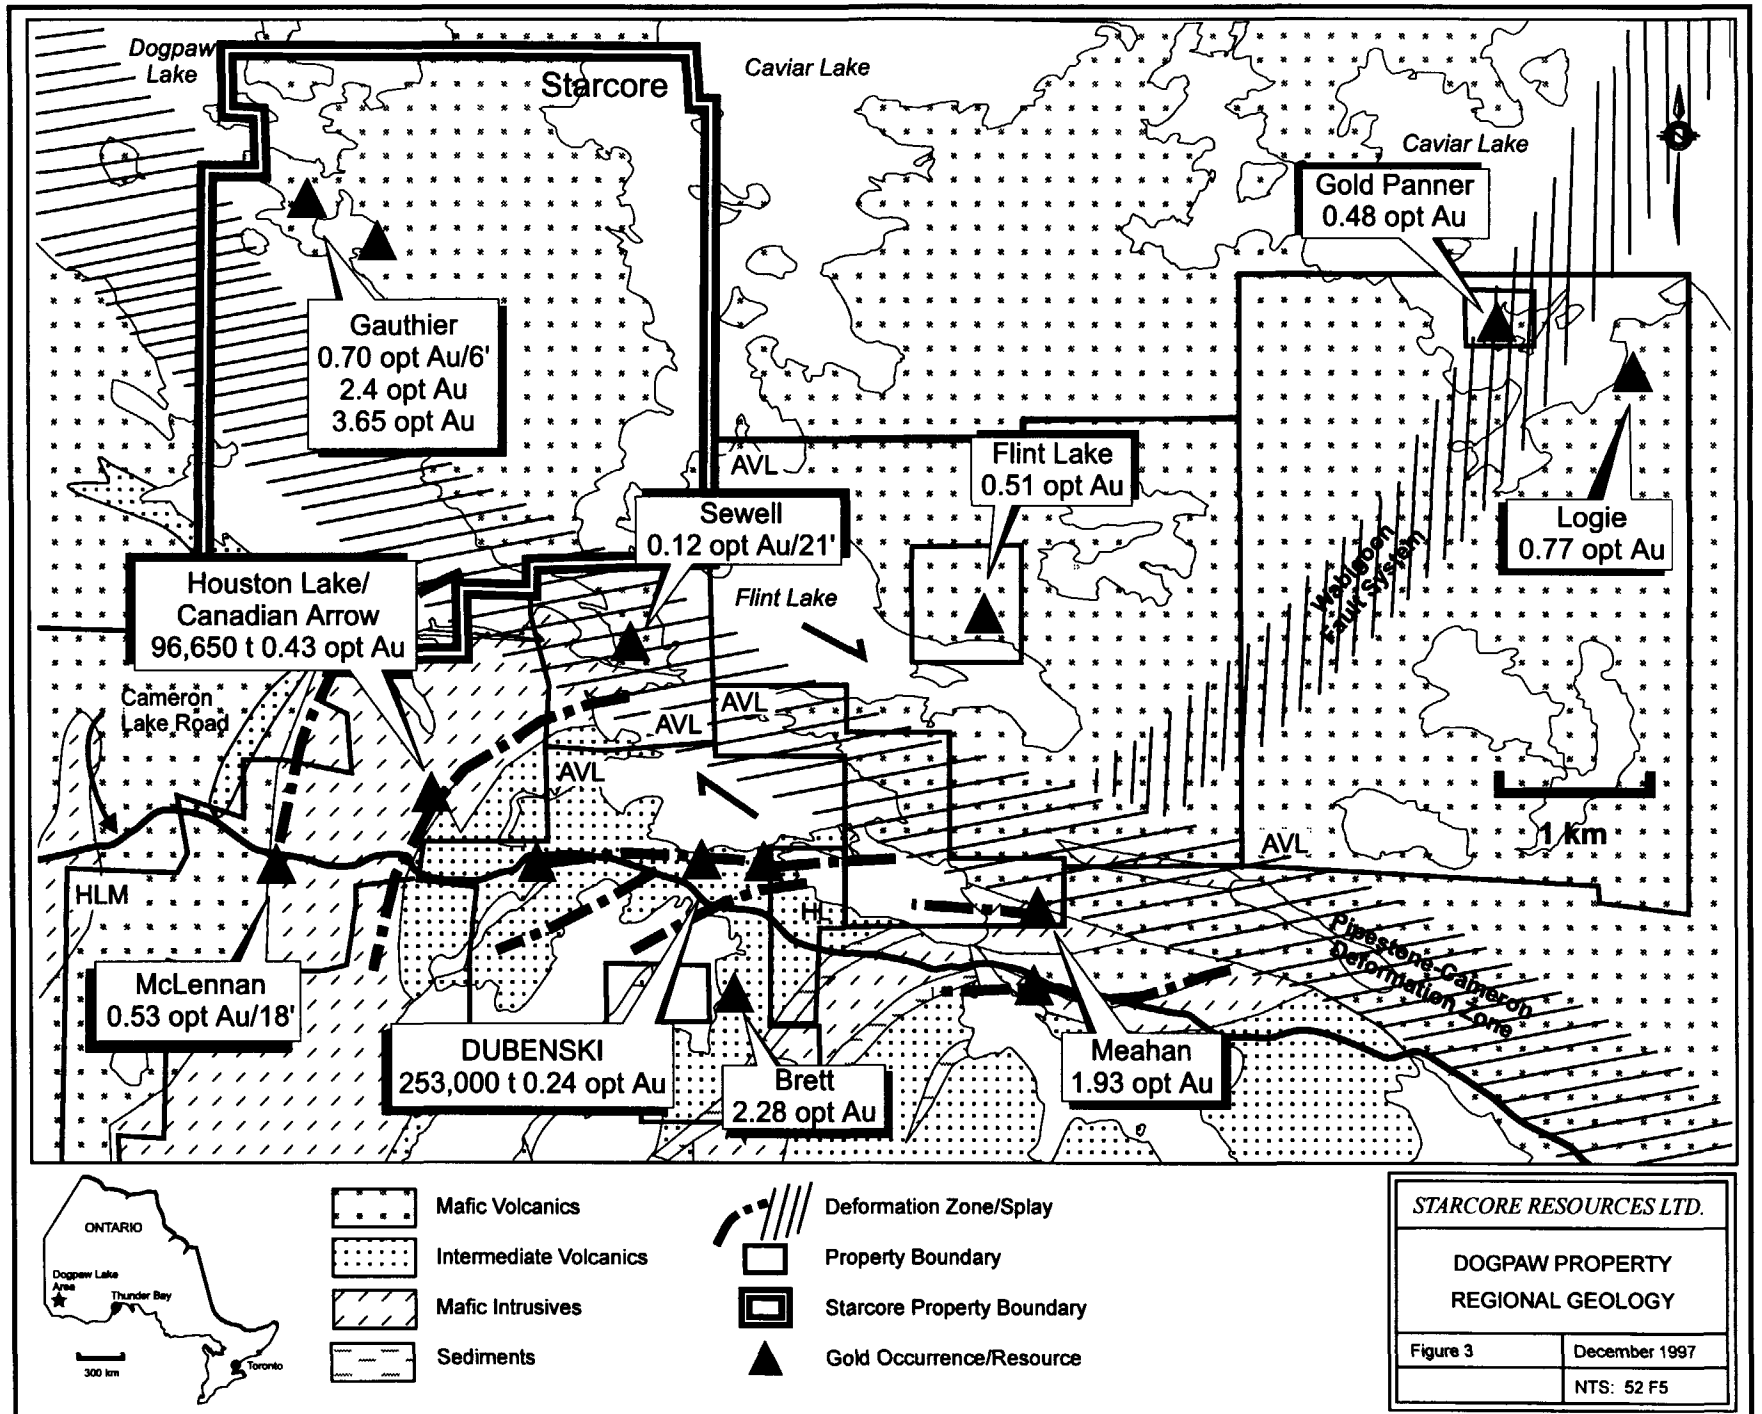 Dogpaw
Lake
Starcore
Caviar Lake
Caviar Lake
Gold Panner
0.48 opt Au
Gauthier
0.70 opt Au/6'
2.4 opt Au
3.65 opt Au
AVL
Flint Lake
0.51 opt Au
Sewell
0.12 opt Au/21'
Logie
0.77 opt Au
Wabigoon
Fault System
Houston Lake/
Canadian Arrow
96,650 t 0.43 opt Au
Flint Lake
Cameron
Lake Road
AVL
AVL
AVL
1 km
AVL
HLM
HL
Pipestone-Cameron
Deformation Zone
McLennan
0.53 opt Au/18'
DUBENSKI
253,000 t 0.24 opt Au
Brett
2.28 opt Au
Meahan
1.93 opt Au
ONTARIO
Dogpaw Lake
Area
Thunder Bay
Toronto
300 km
Mafic Volcanics
Intermediate Volcanics
Mafic Intrusives
Sediments
Deformation Zone/Splay
Property Boundary
Starcore Property Boundary
Gold Occurrence/Resource
STARCORE RESOURCES LTD.
DOGPAW PROPERTY
REGIONAL GEOLOGY
Figure 3
December 1997
NTS: 52 F5